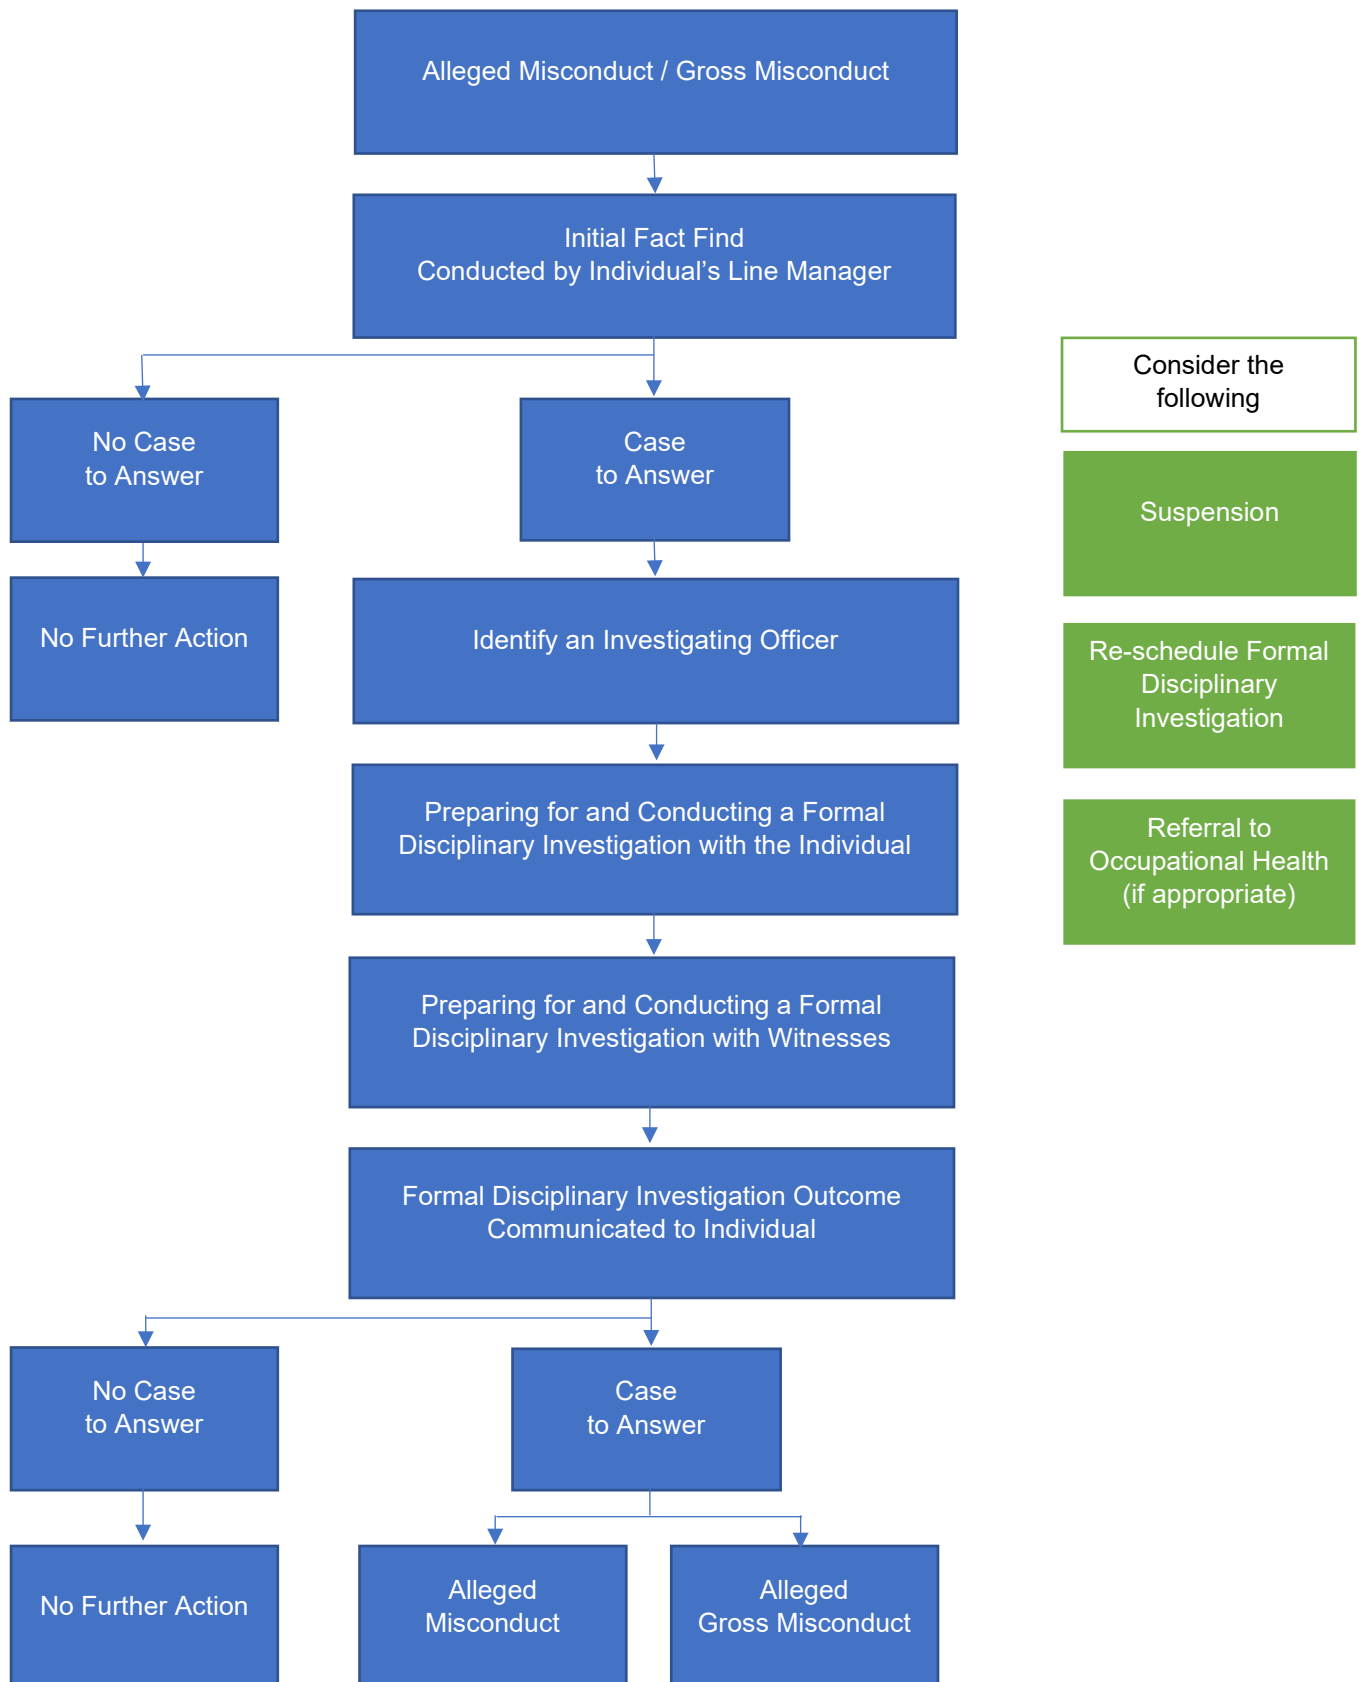 Alleged Misconduct / Gross Misconduct
Initial Fact Find
Conducted by Individual’s Line Manager
No Case
to Answer
Case
to Answer
Consider the
following
Suspension
No Further Action
Identify an Investigating Officer
Re-schedule Formal
Disciplinary
Investigation
Preparing for and Conducting a Formal
Disciplinary Investigation with the Individual
Referral to
Occupational Health
(if appropriate)
Preparing for and Conducting a Formal
Disciplinary Investigation with Witnesses
Formal Disciplinary Investigation Outcome
Communicated to Individual
No Case
to Answer
Case
to Answer
No Further Action
Alleged
Misconduct
Alleged
Gross Misconduct